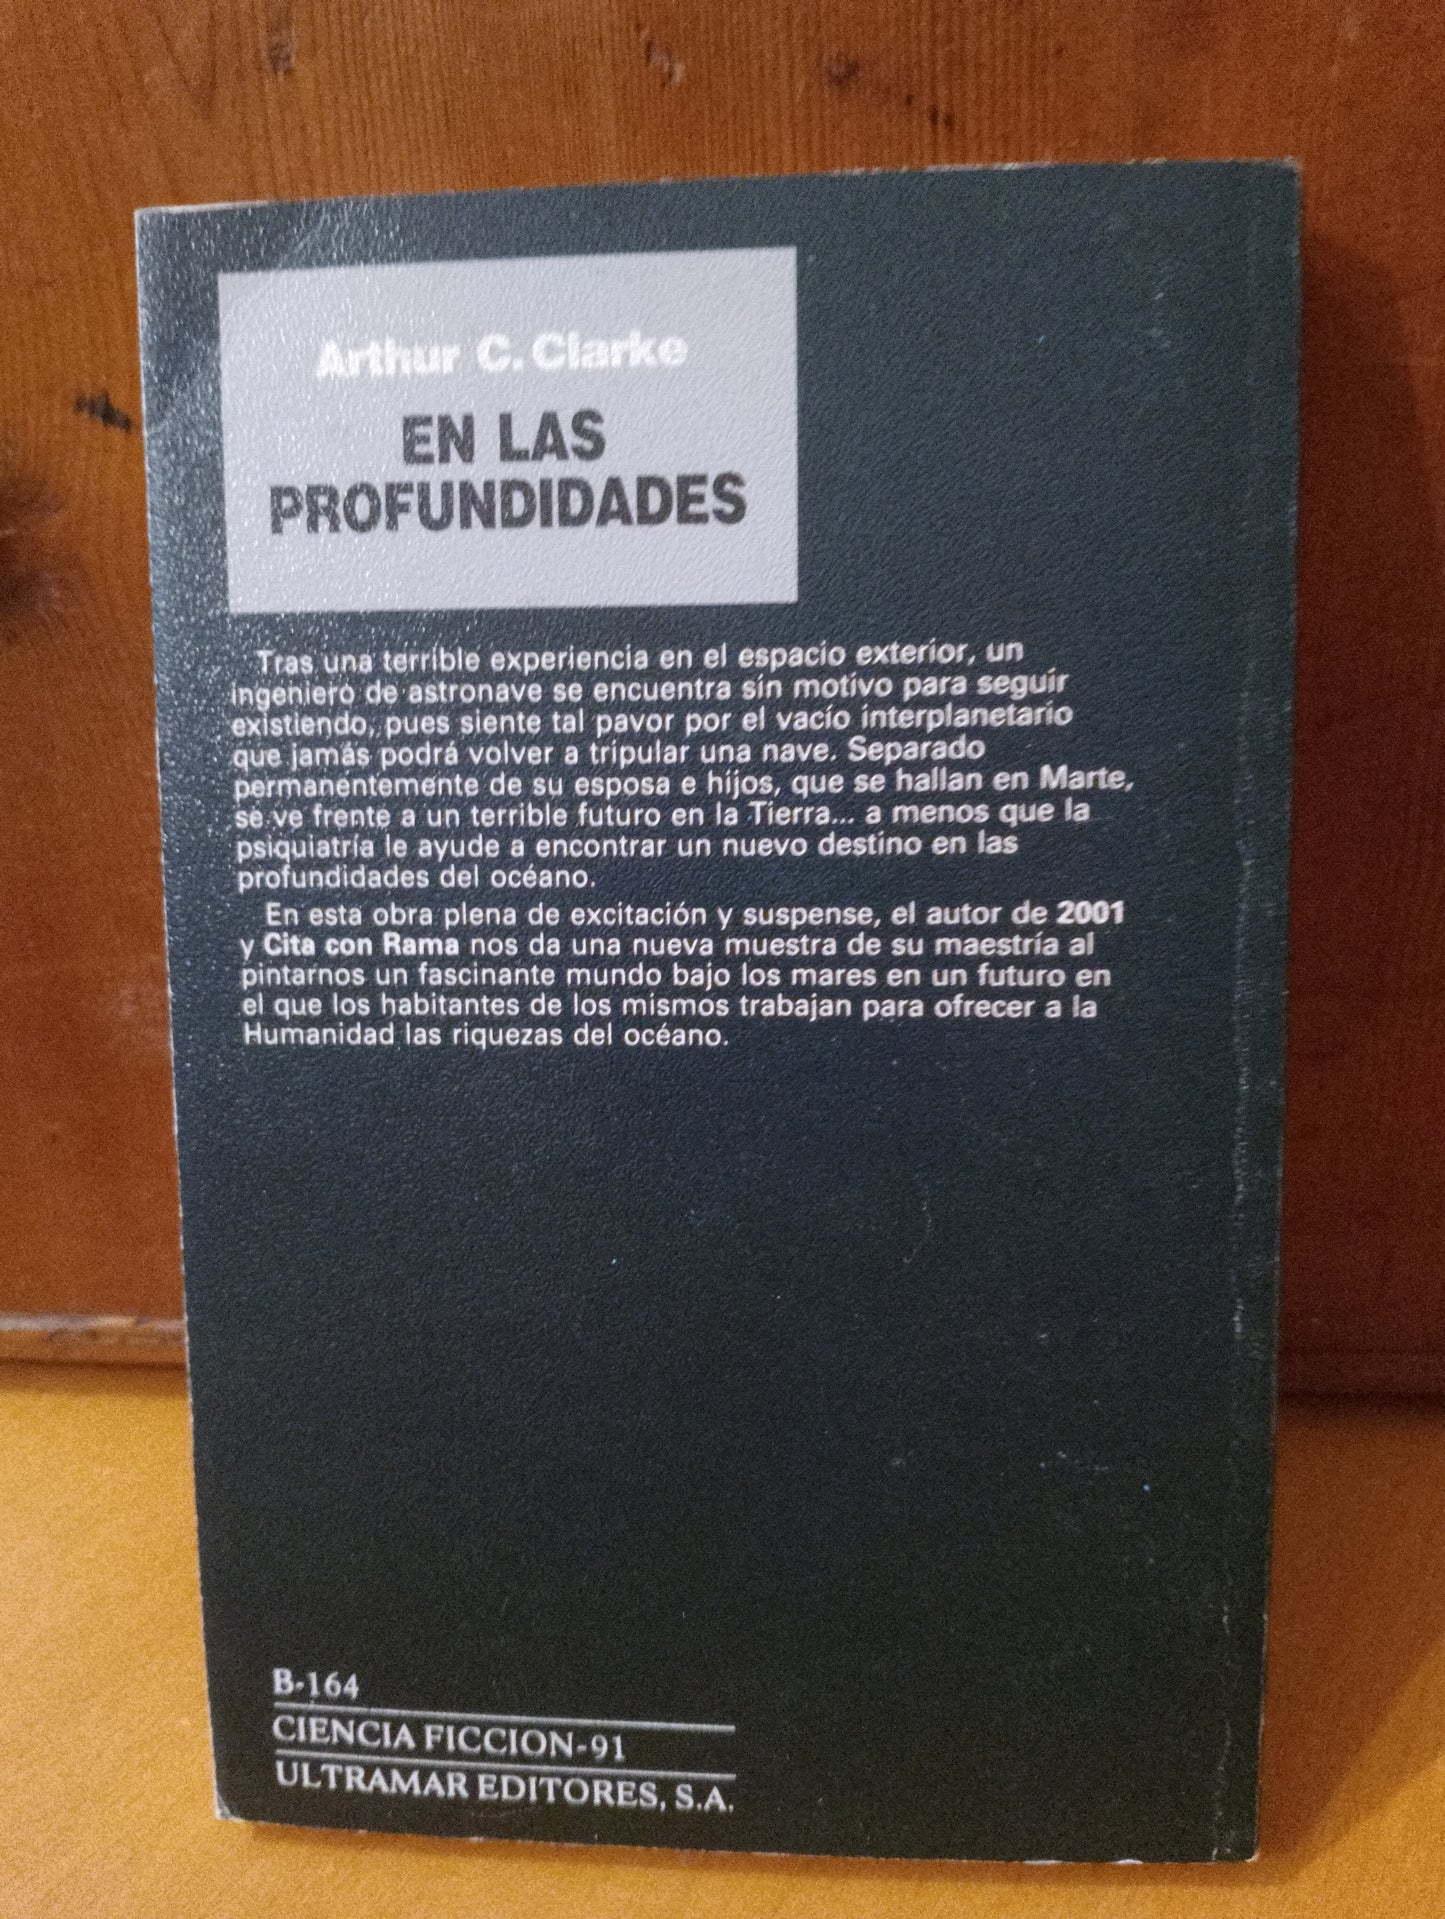 Arthur C. Clarke
EN LAS
PROFUNDIDADES
Tras una terrible experiencia en el espacio exterior, un
ingeniero de astronave se encuentra sin motivo para seguir
existiendo, pues siente tal pavor por el vacío interplanetario
que jamás podrá volver a tripular una nave. Separado
permanentemente de su esposa e hijos, que se hallan en Marte,
se ve frente a un terrible futuro en la Tierra... a menos que la
psiquiatría le ayude a encontrar un nuevo destino en las
profundidades del océano.
En esta obra plena de excitación y suspense, el autor de 2001
y Cita con Rama nos da una nueva muestra de su maestría al
pintarnos un fascinante mundo bajo los mares en un futuro en
el que los habitantes de los mismos trabajan para ofrecer a la
Humanidad las riquezas del océano.
B-164
CIENCIA FICCION-91
ULTRAMAR EDITORES, S.A.